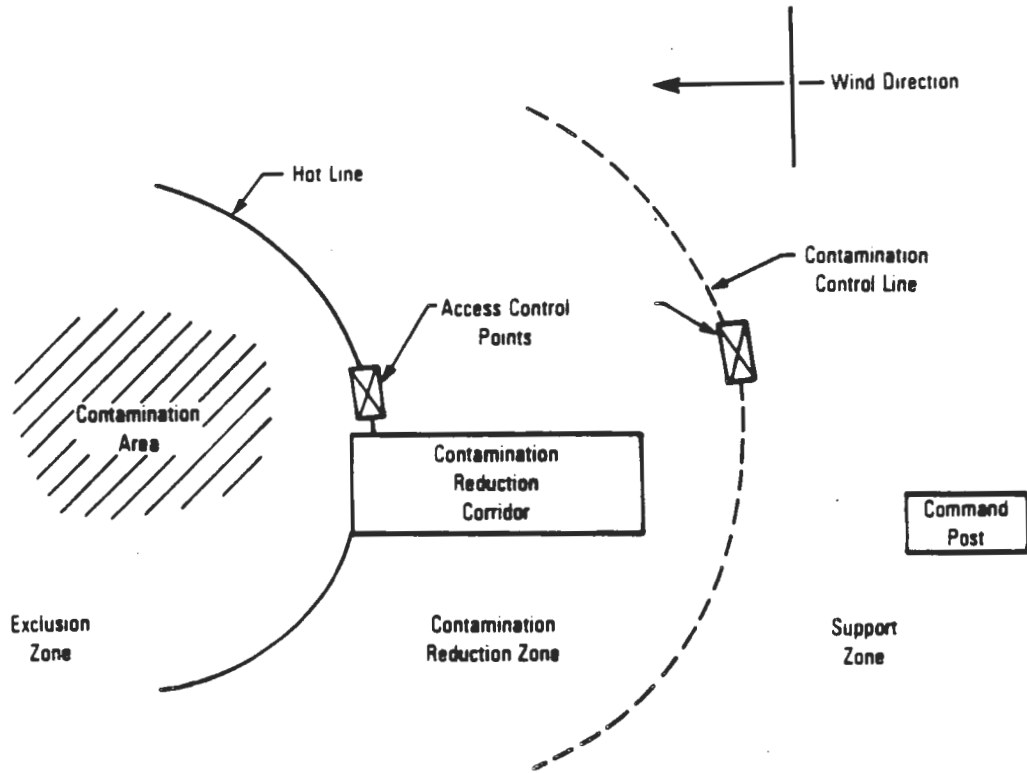 Wind Direction
Hot Line
Contamination
Control Line
Access Control
Points
Contamination
Area
Contamination
Reduction
Corridor
Command
Post
Exclusion
Zone
Contamination
Reduction Zone
Support
Zone